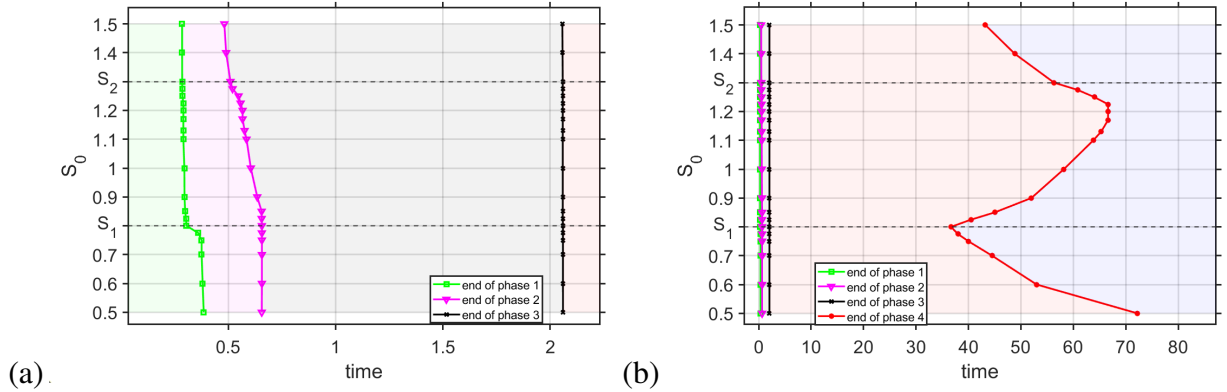 1.5
1.4
S2
1.2
1.1
S0
1
0.9
S1
0.7
0.6
0.5
0.5
1
1.5
2
time
end of phase 1
end of phase 2
end of phase 3
(a)
1.5
1.4
S2
1.2
1.1
S0
1
0.9
S1
0.7
0.6
0.5
0
10
20
30
40
50
60
70
80
time
end of phase 1
end of phase 2
end of phase 3
end of phase 4
(b)